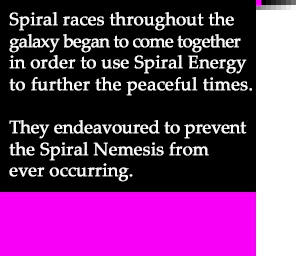 Spiral races throughout the
galaxy began to come together
in order to use Spiral Energy
to further the peaceful times.
They endeavoured to prevent
the Spiral Nemesis from
ever occurring.